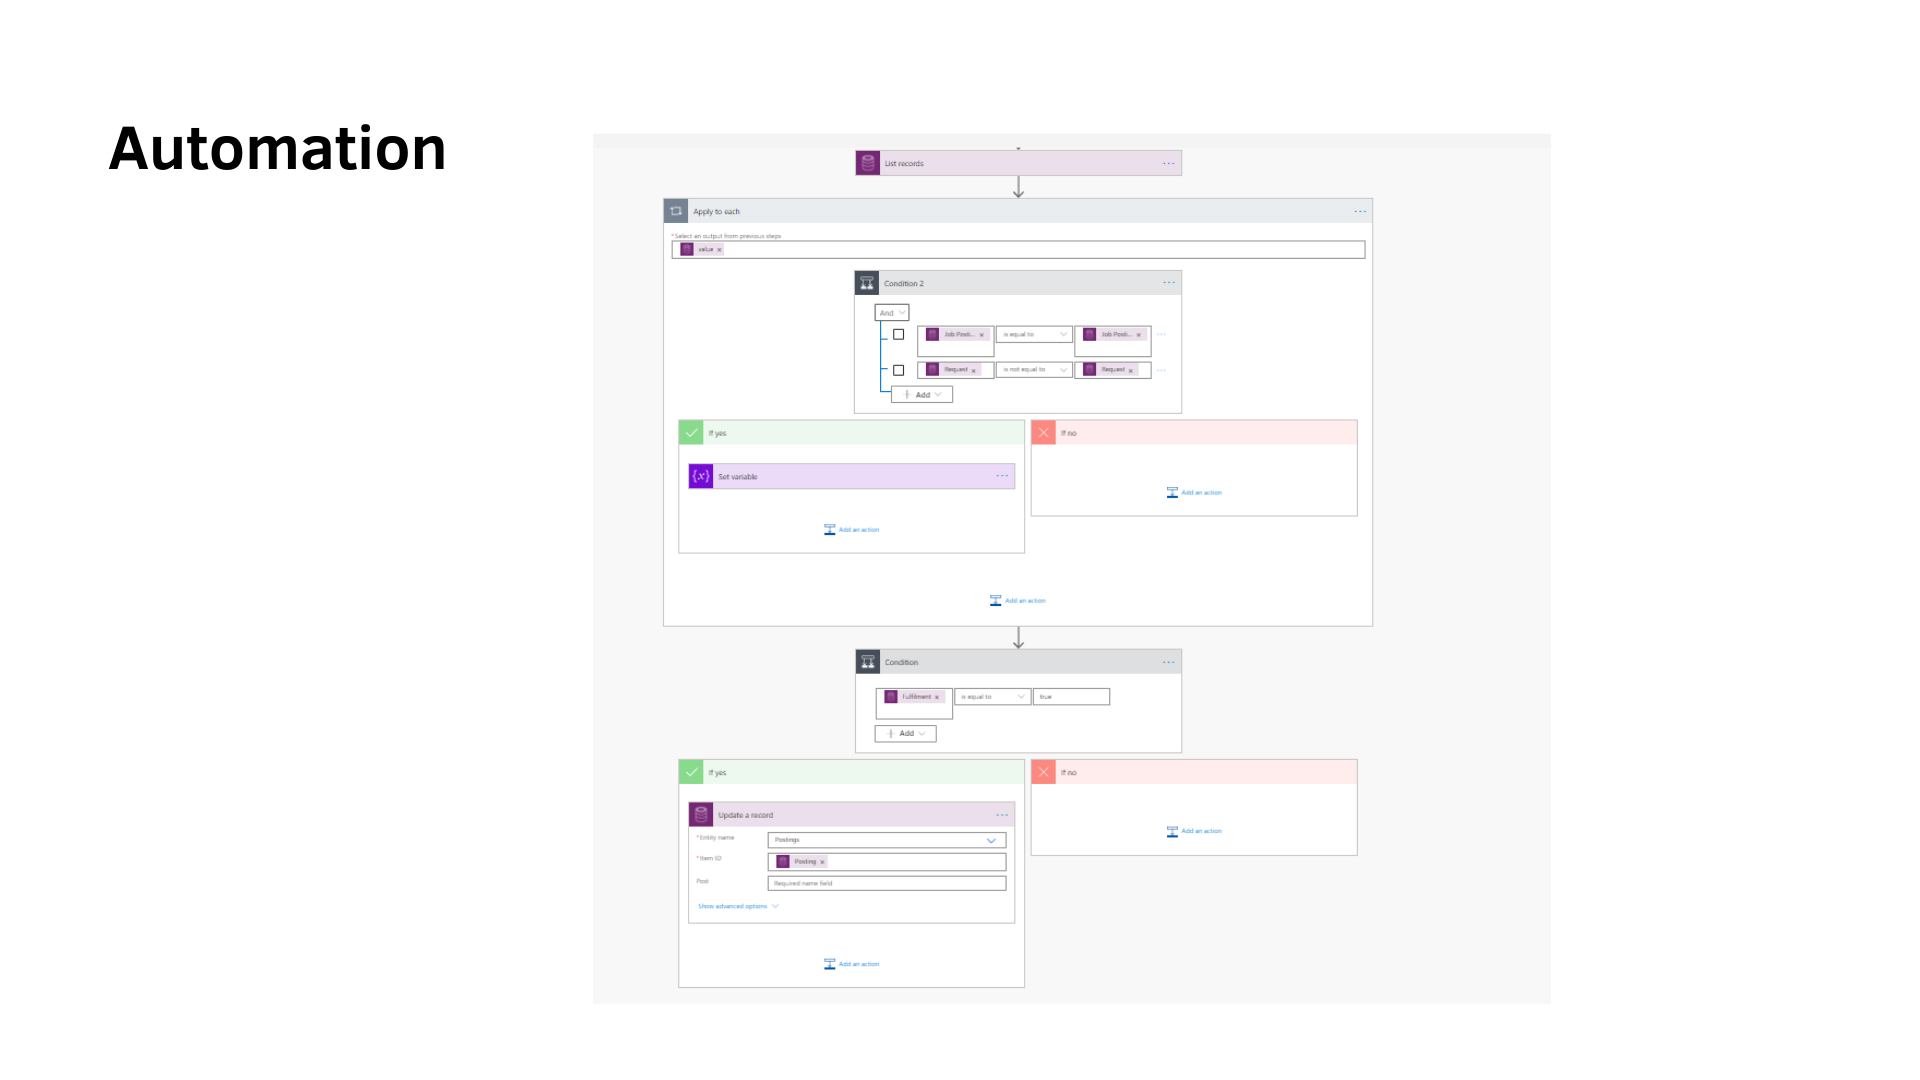 Automation
List records
Apply to each
*Select an output from previous steps
value
Condition 2
And
Job Posti... is equal to Job Posti...
Request is not equal to Request
Add
If yes
If no
Set variable
Add an action
Add an action
Add an action
Condition
Fulfilment is equal to true
Add
If yes
If no
Update a record
*Entity name Postings
*Item ID Posting
Post Required name field
Show advanced options
Add an action
Add an action